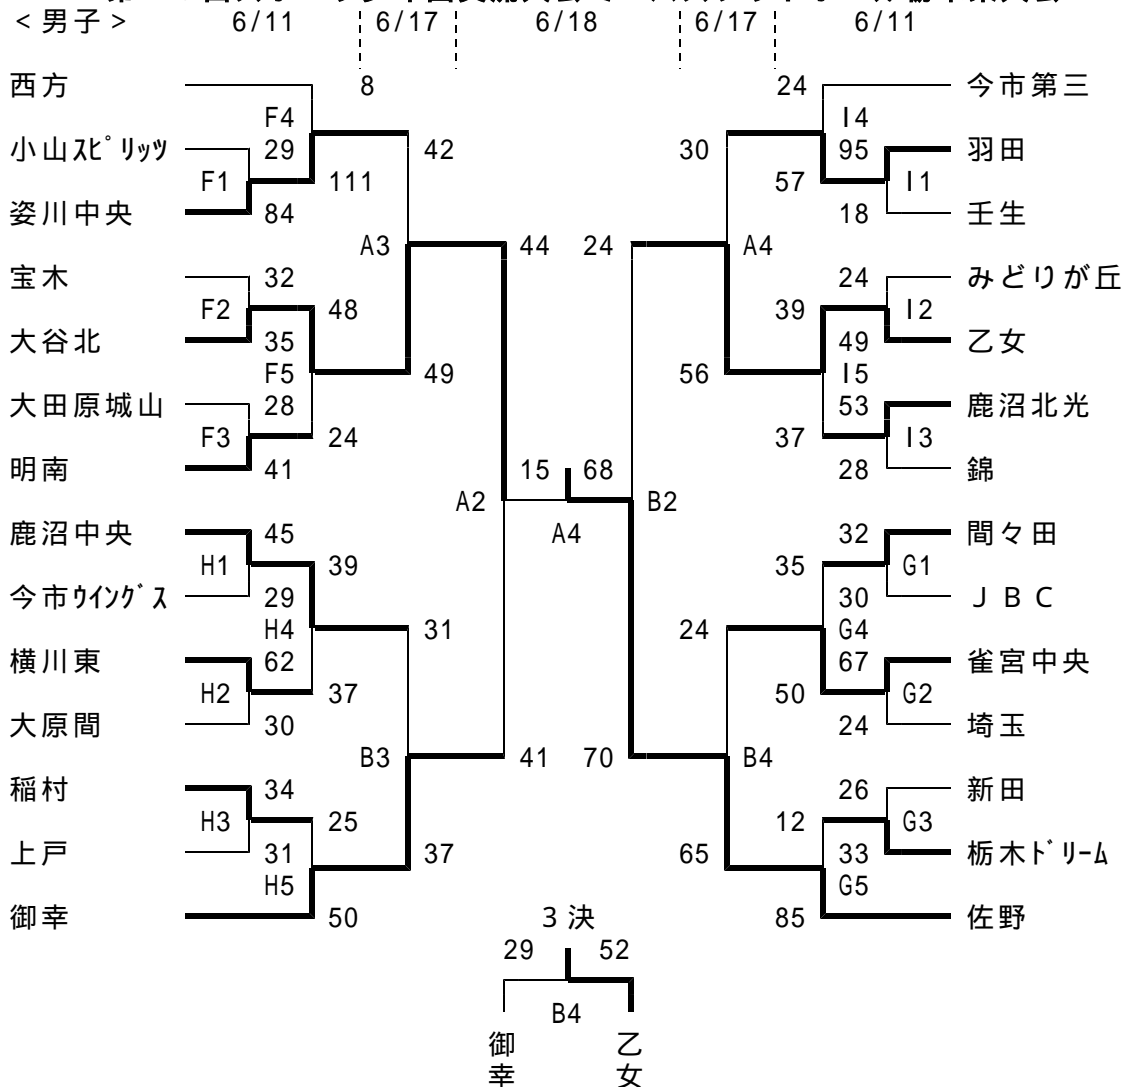 <男子> 6/11 6/17 6/18 6/17 6/11
西方 8 24 今市第三
F4 I4
小山スピリッツ 29 42 30 95 羽田
F1 111 57 I1
姿川中央 84 18 壬生
A3 44 24 A4
宝木 32 24 みどりが丘
F2 48 39 I2
大谷北 35 49 乙女
F5 49 56 I5
大田原城山 28 53 鹿沼北光
F3 24 37 I3
明南 41 15 68 28 錦
A2 A4 B2
鹿沼中央 45 32 間々田
H1 39 35 G1
今市ウイングス 29 30 JBC
H4 31 24 G4
横川東 62 67 雀宮中央
H2 37 50 G2
大原間 30 24 埼玉
B3 41 70 B4
稲村 34 26 新田
H3 25 12 G3
上戸 31 37 65 33 栃木ドリーム
H5 G5
御幸 50 3決 85 佐野
29 52
B4
御幸 乙女